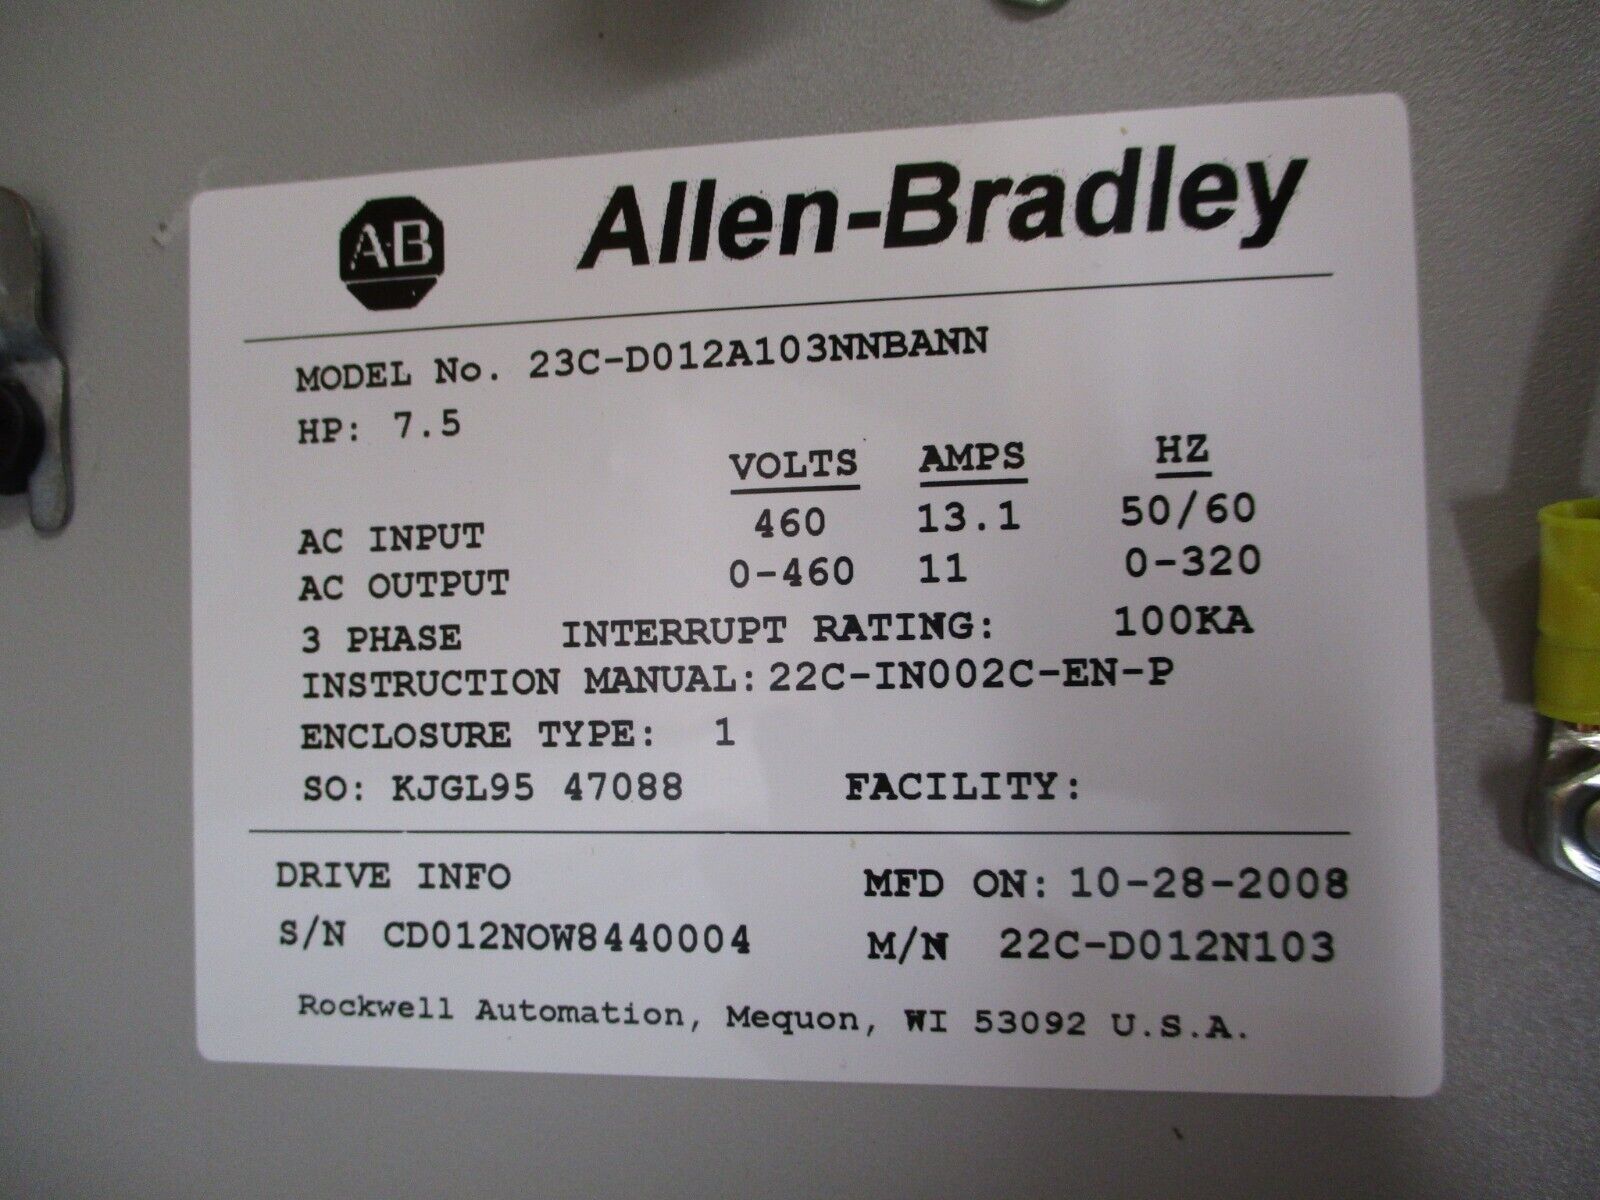 AB Allen-Bradley
MODEL No. 23C-D012A103NNBANN
HP: 7.5
VOLTS AMPS HZ
AC INPUT 460 13.1 50/60
AC OUTPUT 0-460 11 0-320
3 PHASE INTERRUPT RATING: 100KA
INSTRUCTION MANUAL: 22C-IN002C-EN-P
ENCLOSURE TYPE: 1
SO: KJGL95 47088 FACILITY:
DRIVE INFO MFD ON: 10-28-2008
S/N CD012NOW8440004 M/N 22C-D012N103
Rockwell Automation, Mequon, WI 53092 U.S.A.